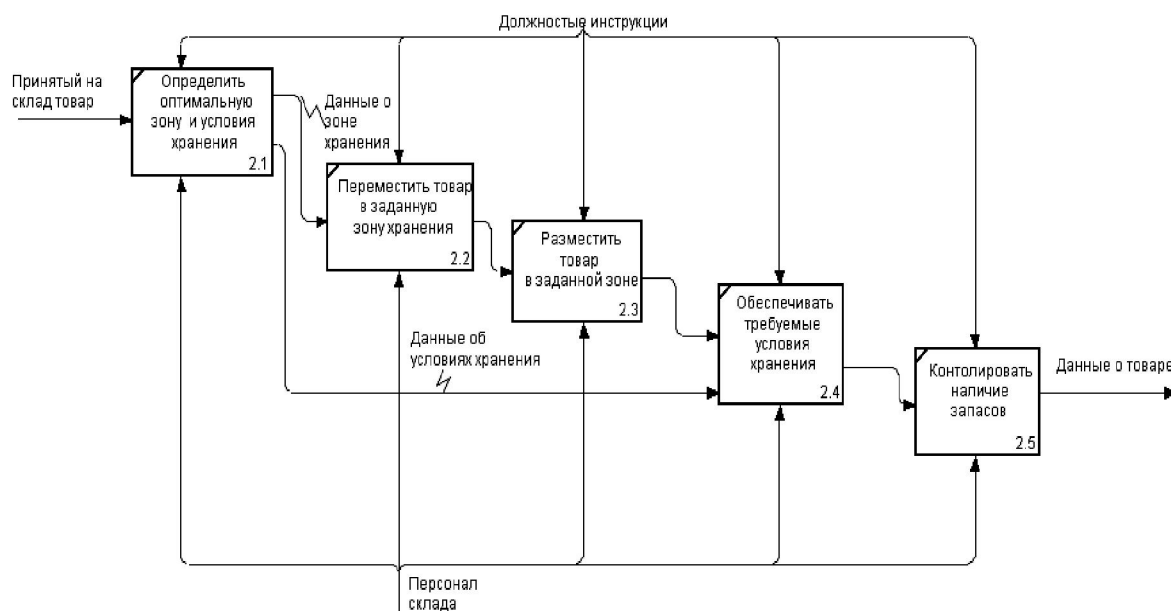 Должностые инструкции
Принятый на
склад товар
Определить
оптимальную
зону и условия
хранения
2.1
Данные о
зоне
хранения
Переместить товар
в заданную
зону хранения
2.2
Разместить
товар
в заданной зоне
2.3
Данные об
условиях хранения
Обеспечивать
требуемые
условия
хранения
2.4
Контолировать
наличие
запасов
2.5
Данные о товаре
Персонал
склада